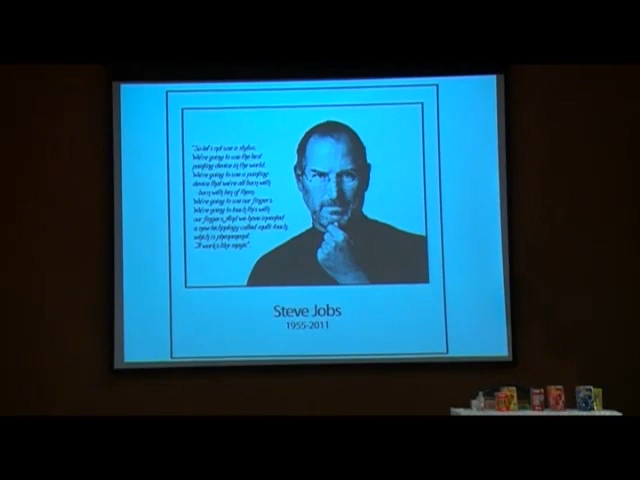 "So let's not use a stylus.
We're going to use the best
pointing device in the world.
We're going to use a pointing
device that we're all born with
- born with ten of them.
We're going to use our fingers.
We're going to touch this with
our fingers. And we have invented
a new technology called multi-touch,
which is phenomenal.
It works like magic".
Steve Jobs
1955-2011